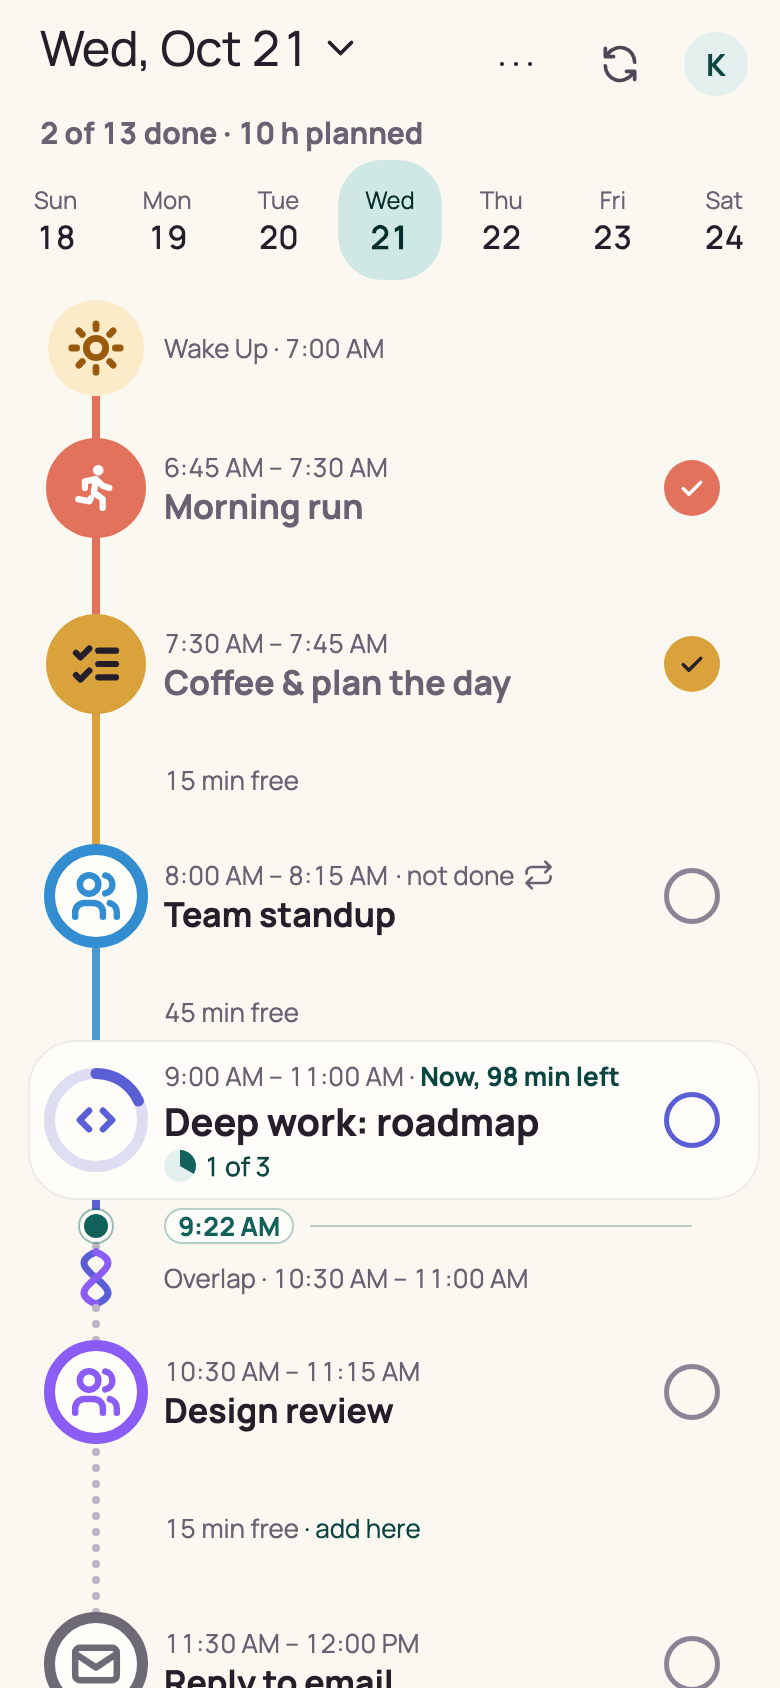 Wed, Oct 21
...
K
2 of 13 done · 10 h planned
Sun Mon Tue Wed Thu Fri Sat
18 19 20 21 22 23 24
Wake Up · 7:00 AM
6:45 AM – 7:30 AM
Morning run
7:30 AM – 7:45 AM
Coffee & plan the day
15 min free
8:00 AM – 8:15 AM · not done
Team standup
45 min free
9:00 AM – 11:00 AM · Now, 98 min left
Deep work: roadmap
1 of 3
9:22 AM
Overlap · 10:30 AM – 11:00 AM
10:30 AM – 11:15 AM
Design review
15 min free · add here
11:30 AM – 12:00 PM
Reply to email